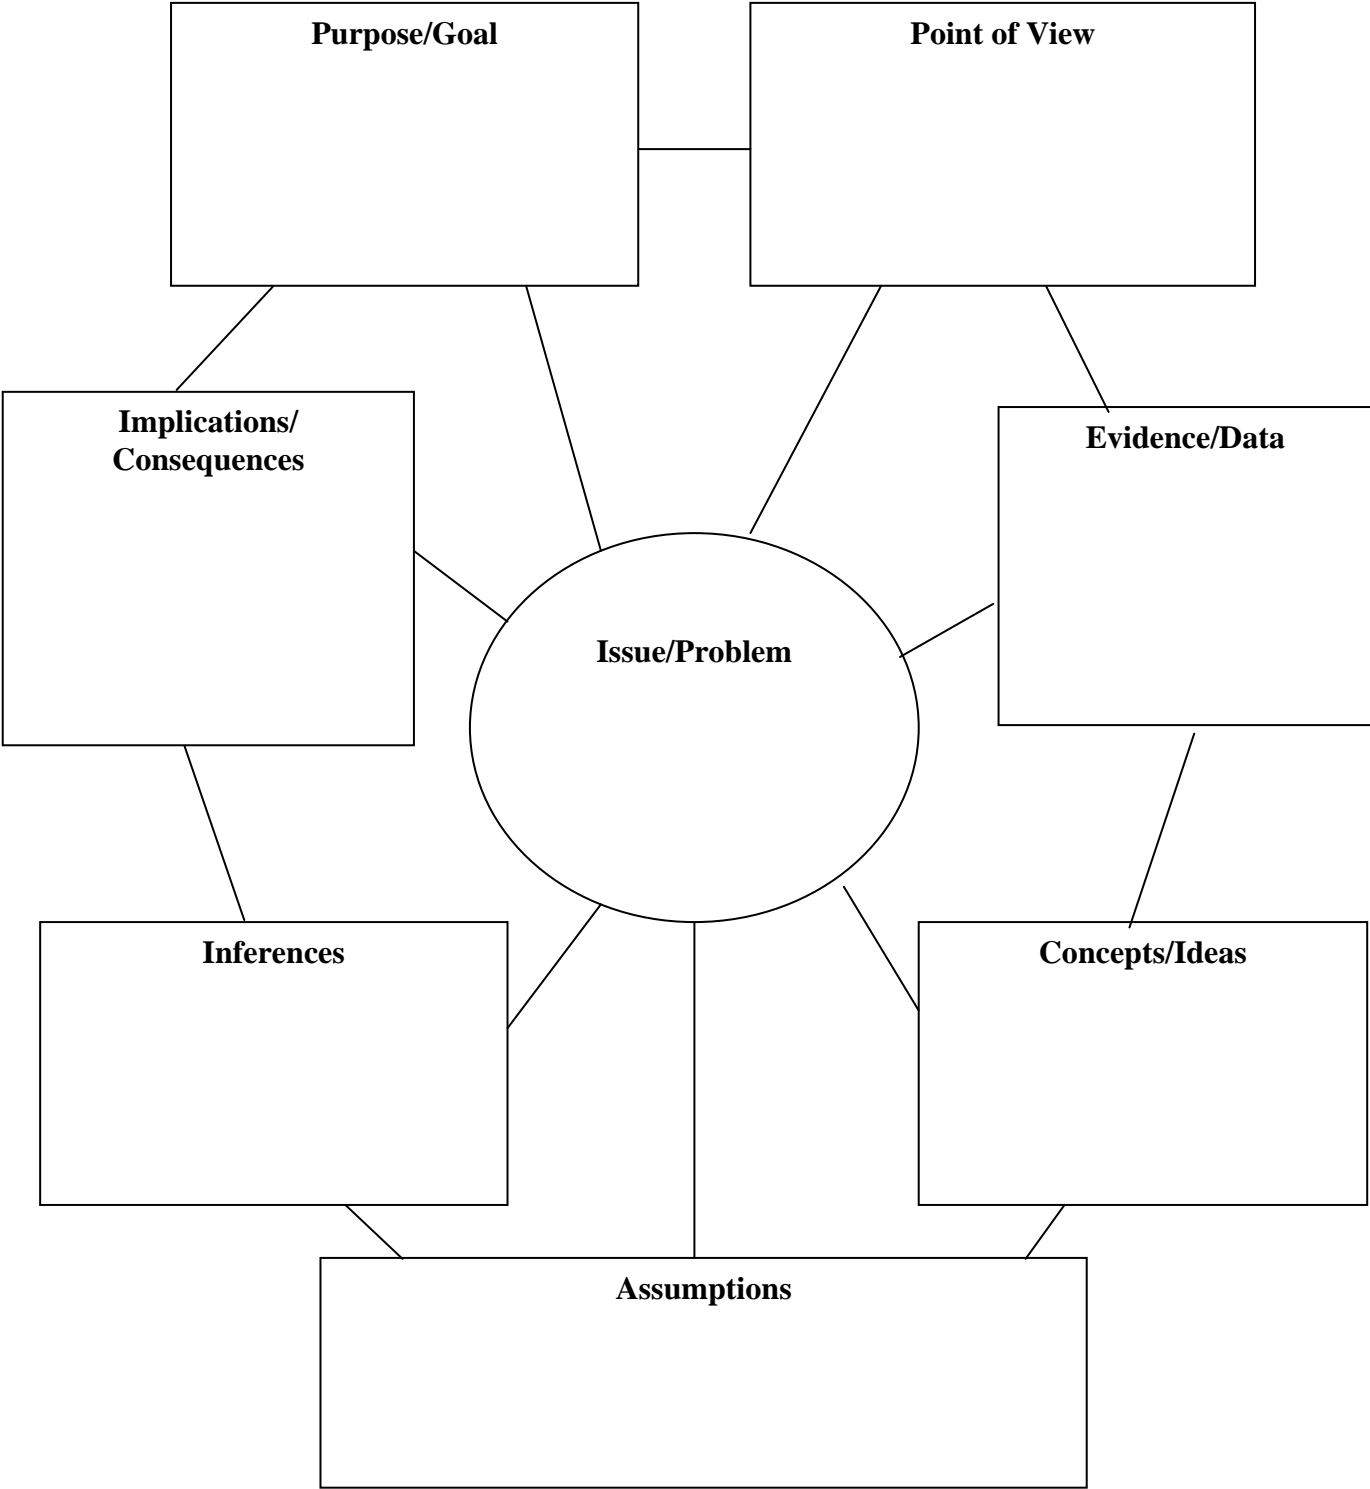 Purpose/Goal
Point of View
Implications/
Consequences
Evidence/Data
Issue/Problem
Inferences
Concepts/Ideas
Assumptions